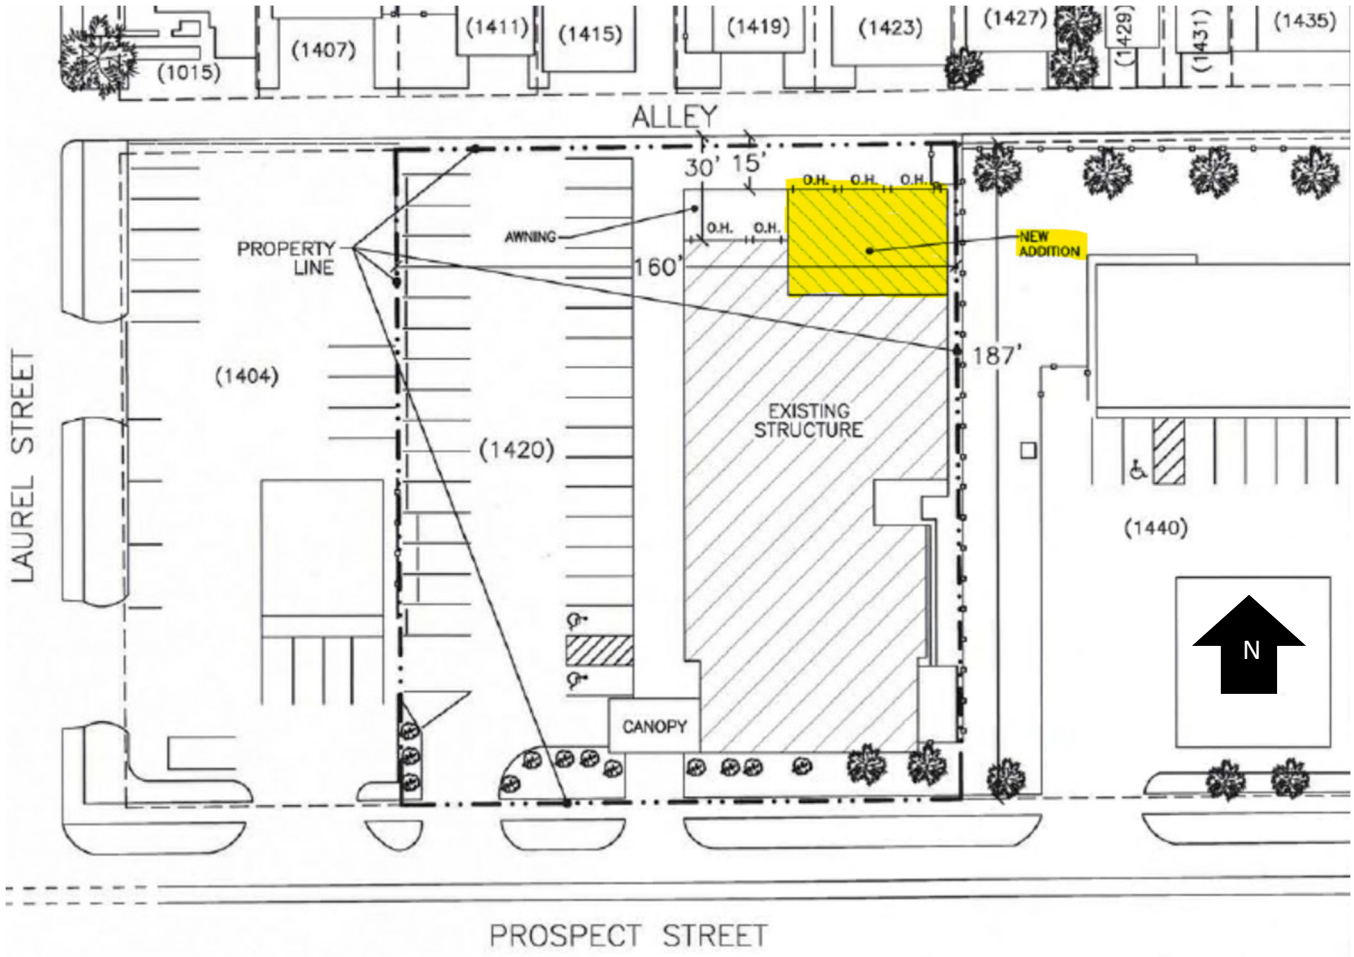 (1015)
(1407)
(1411)
(1415)
(1419)
(1423)
(1427)
(1429)
(1431)
(1435)
ALLEY
30' 15'
O.H. O.H. O.H.
AWNING
O.H. O.H.
PROPERTY
LINE
160'
NEW
ADDITION
187'
(1404)
EXISTING
STRUCTURE
(1420)
LAUREL STREET
(1440)
N
CANOPY
PROSPECT STREET